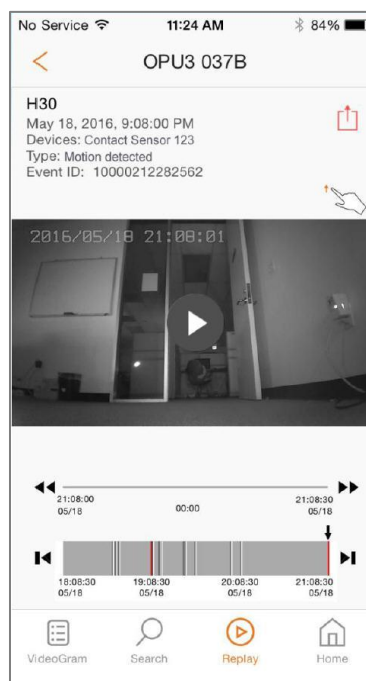 No Service 11:24 AM 84%
OPU3 037B
H30
May 18, 2016, 9:08:00 PM
Devices: Contact Sensor 123
Type: Motion detected
Event ID: 10000212282562
2016/05/18 21:08:01
21:08:00 00:00 21:08:30
05/18 05/18
18:08:30 19:08:30 20:08:30 21:08:30
05/18 05/18 05/18 05/18
VideoGram Search Replay Home